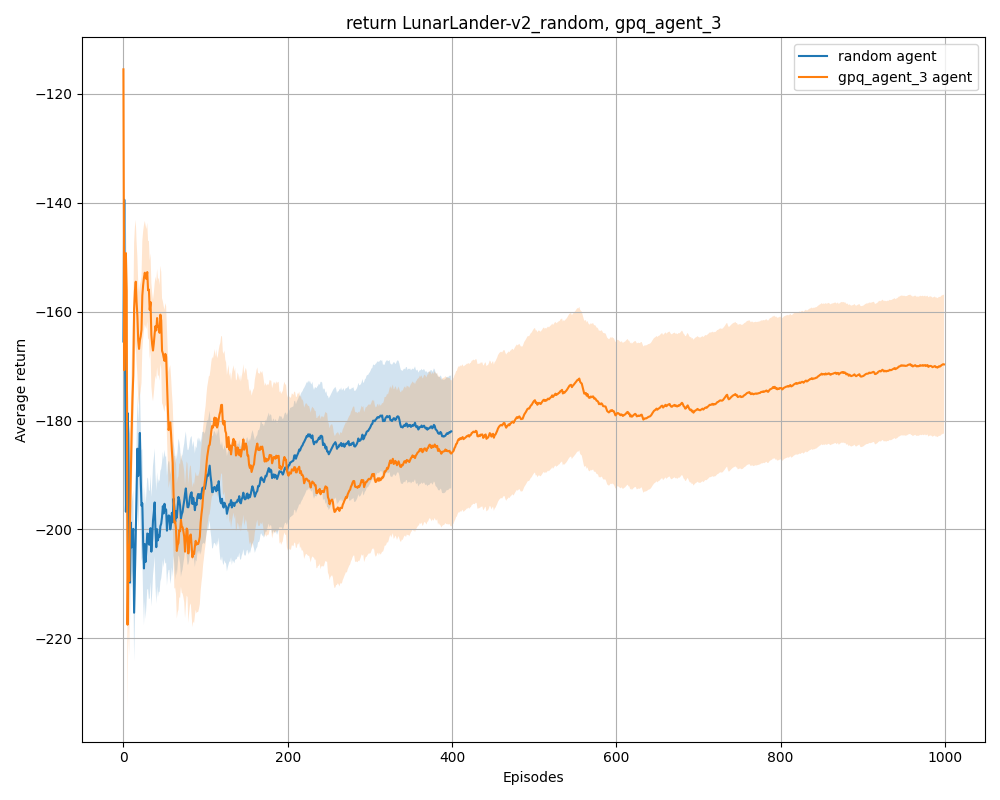 return LunarLander-v2_random, gpq_agent_3
random agent
gpq_agent_3 agent
Average return
−120
−140
−160
−180
−200
−220
0
200
400
600
800
1000
Episodes